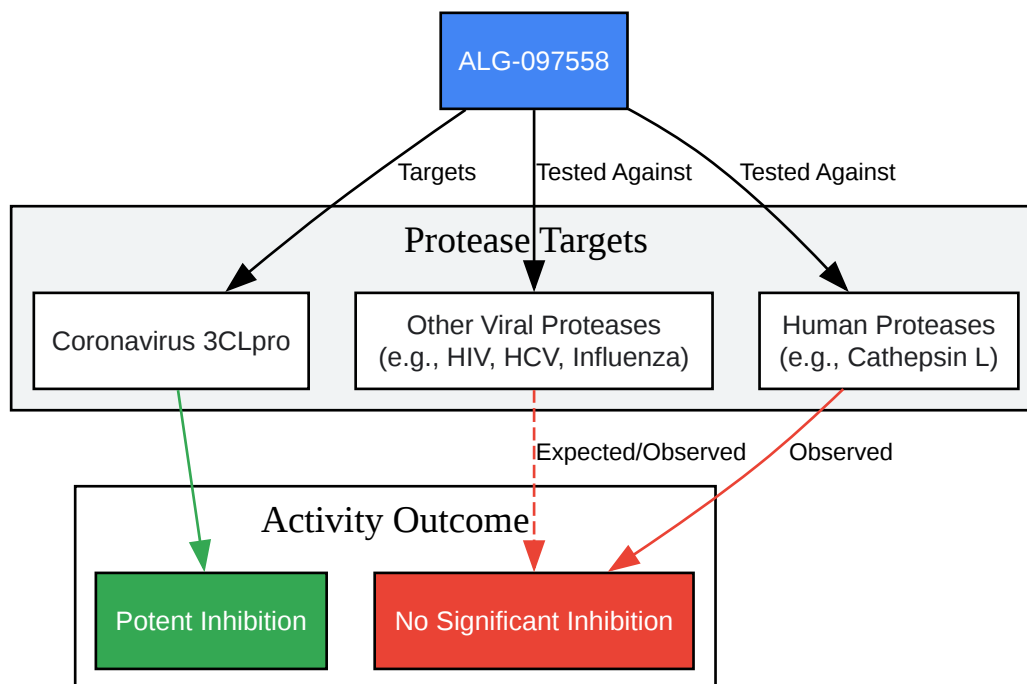 ALG-097558
Targets
Tested Against
Tested Against
Protease Targets
Coronavirus 3CLpro
Other Viral Proteases
(e.g., HIV, HCV, Influenza)
Human Proteases
(e.g., Cathepsin L)
Expected/Observed
Observed
Activity Outcome
Potent Inhibition
No Significant Inhibition